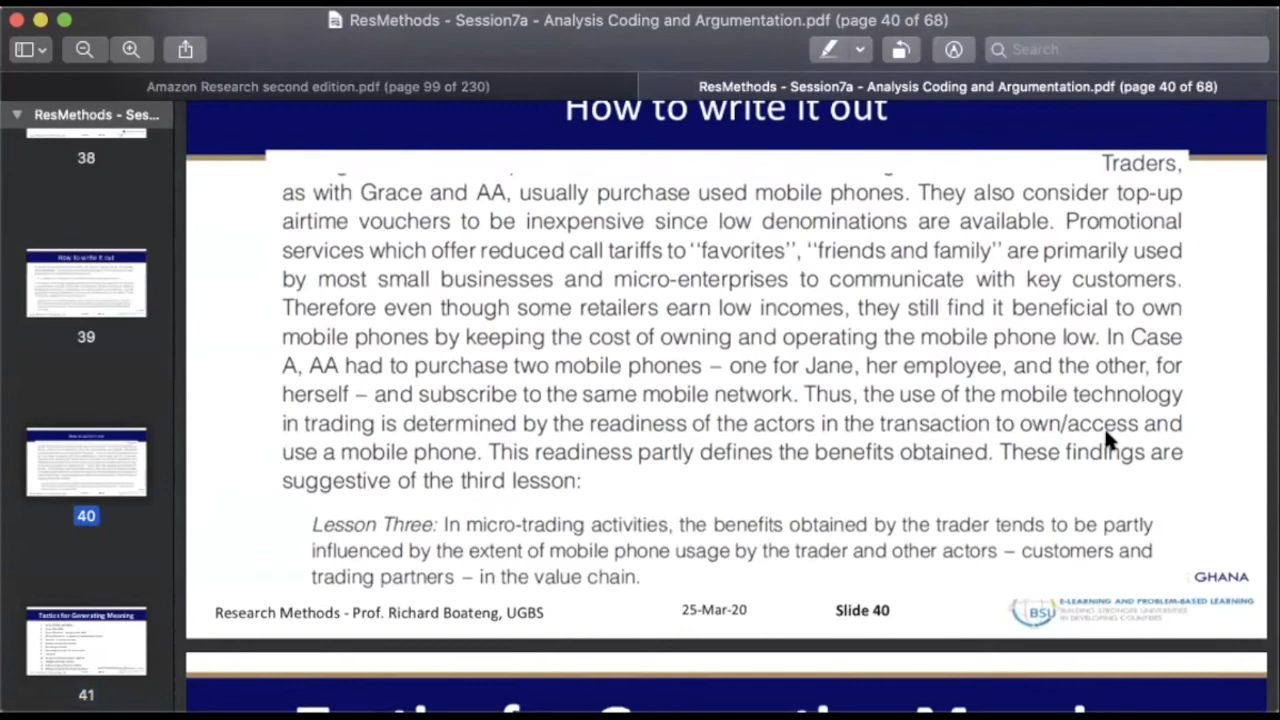 ResMethods - Session7a - Analysis Coding and Argumentation.pdf (page 40 of 68)
Search
Amazon Research second edition.pdf (page 99 of 230)
ResMethods - Session7a - Analysis Coding and Argumentation.pdf (page 40 of 68)
ResMethods - Ses...
38
How to write it out
39
How to write it out
40
Tactics for Generating Meaning
41
How to write it out
Traders,
as with Grace and AA, usually purchase used mobile phones. They also consider top-up
airtime vouchers to be inexpensive since low denominations are available. Promotional
services which offer reduced call tariffs to ‘‘favorites’’, ‘‘friends and family’’ are primarily used
by most small businesses and micro-enterprises to communicate with key customers.
Therefore even though some retailers earn low incomes, they still find it beneficial to own
mobile phones by keeping the cost of owning and operating the mobile phone low. In Case
A, AA had to purchase two mobile phones – one for Jane, her employee, and the other, for
herself – and subscribe to the same mobile network. Thus, the use of the mobile technology
in trading is determined by the readiness of the actors in the transaction to own/access and
use a mobile phone. This readiness partly defines the benefits obtained. These findings are
suggestive of the third lesson:
Lesson Three: In micro-trading activities, the benefits obtained by the trader tends to be partly
influenced by the extent of mobile phone usage by the trader and other actors – customers and
trading partners – in the value chain.
GHANA
Research Methods - Prof. Richard Boateng, UGBS
25-Mar-20
Slide 40
BSU
E-LEARNING AND PROBLEM-BASED LEARNING
BUILDING STRONGER UNIVERSITIES
IN DEVELOPING COUNTRIES